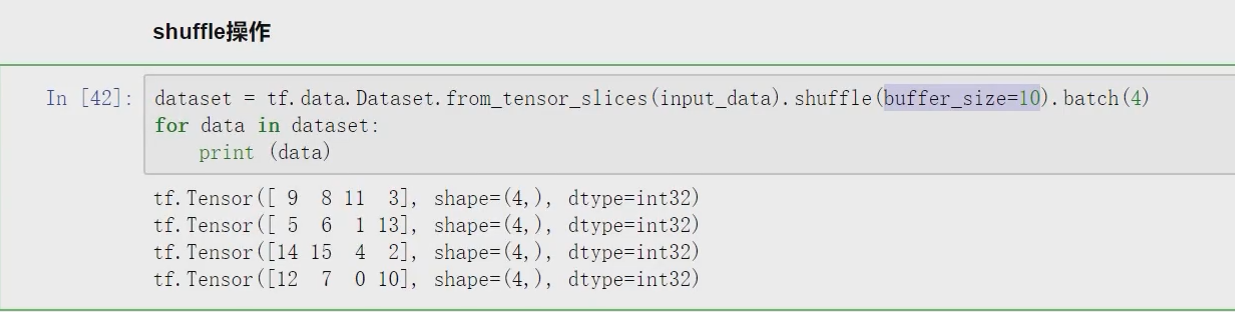 shuffle操作
In [42]: dataset = tf.data.Dataset.from_tensor_slices(input_data).shuffle(buffer_size=10).batch(4)
for data in dataset:
    print (data)
tf.Tensor([ 9  8 11  3], shape=(4,), dtype=int32)
tf.Tensor([ 5  6  1 13], shape=(4,), dtype=int32)
tf.Tensor([14 15  4  2], shape=(4,), dtype=int32)
tf.Tensor([12  7  0 10], shape=(4,), dtype=int32)